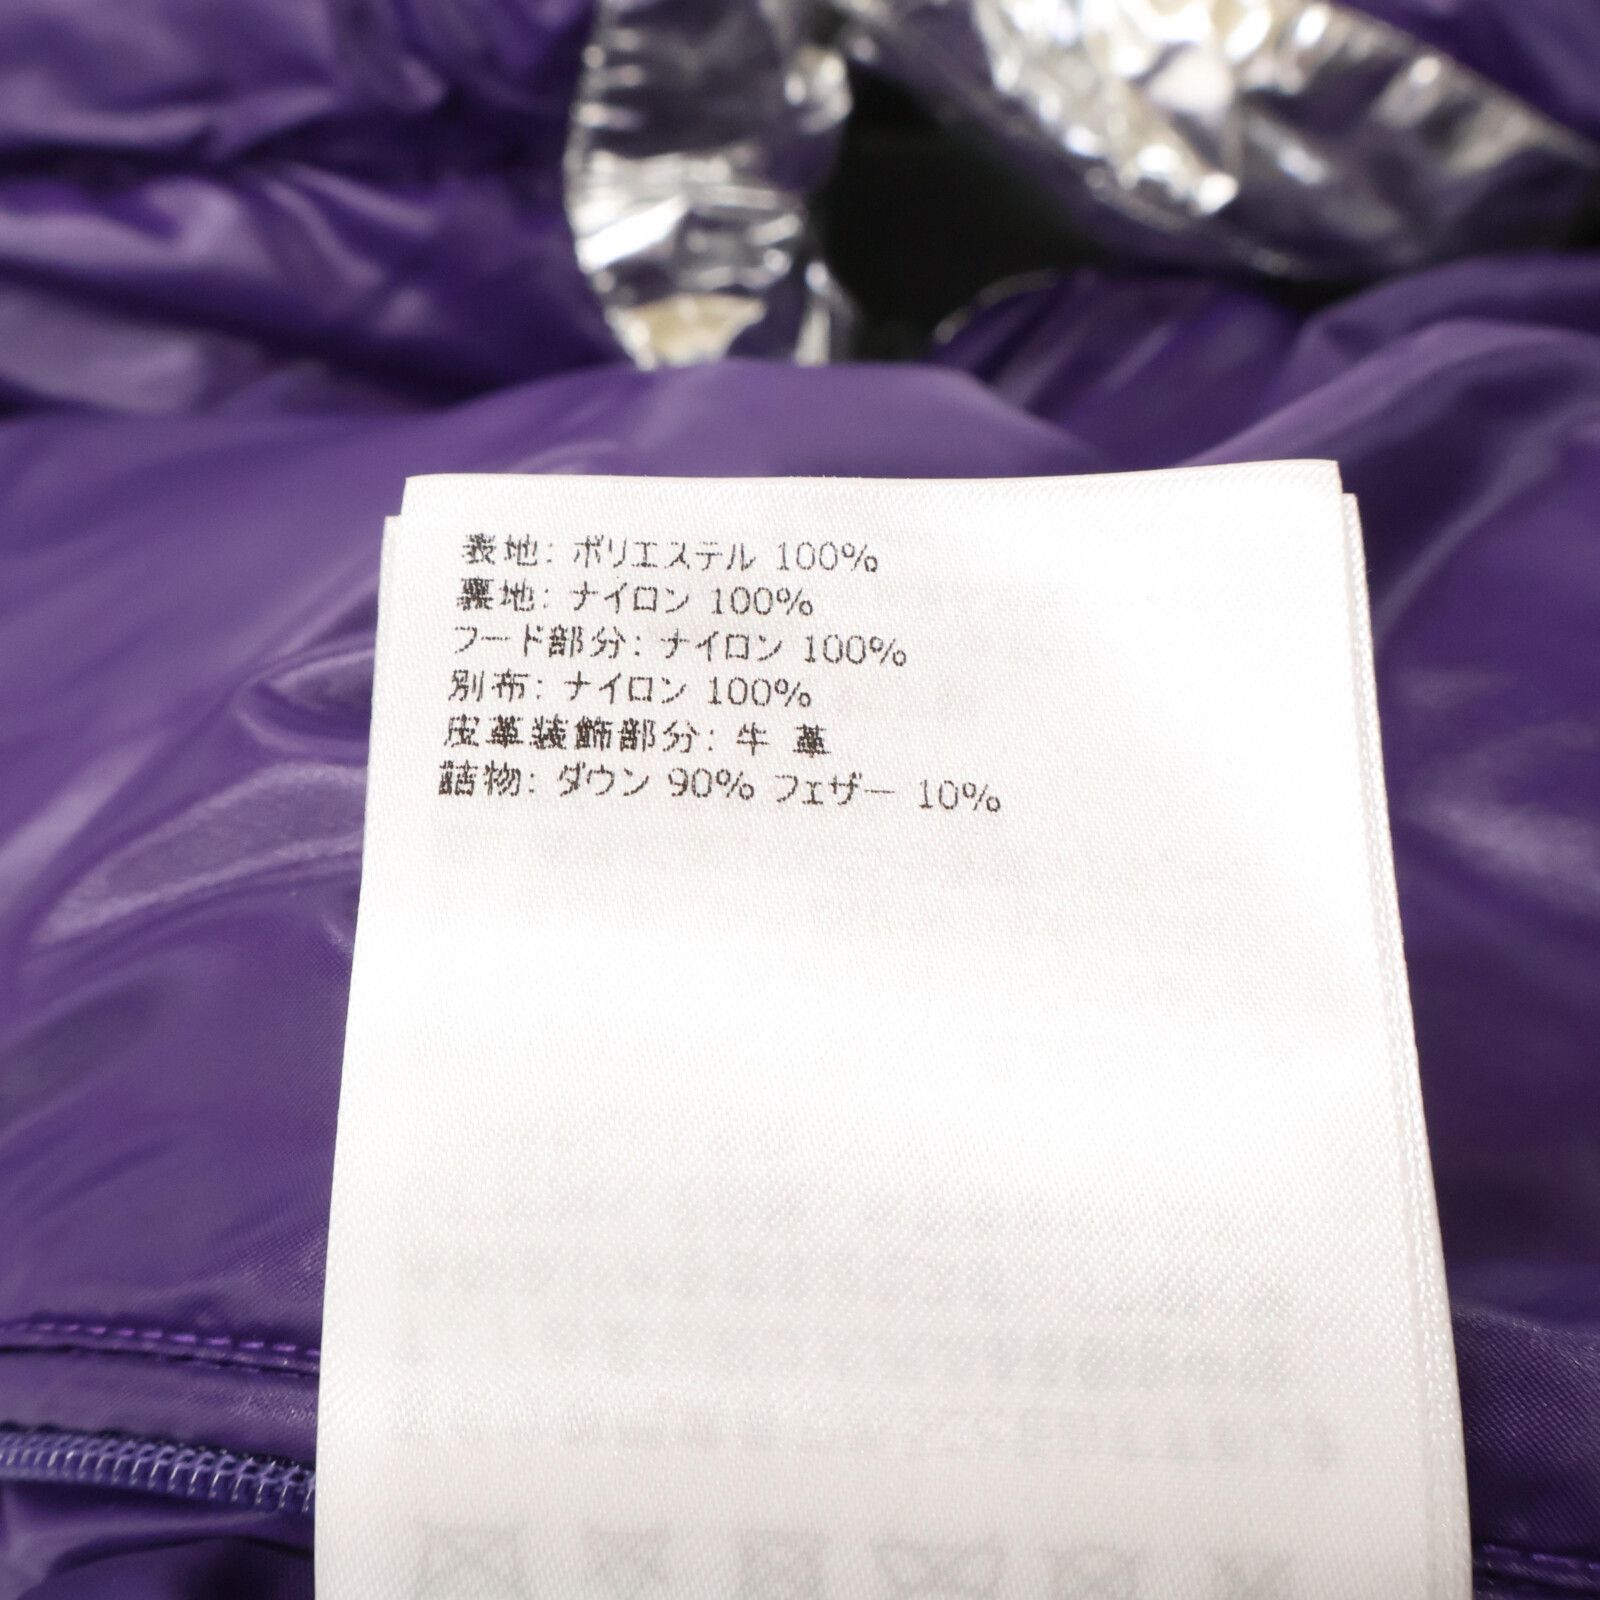 表地: ポリエステル 100%
裏地: ナイロン 100%
フード部分: ナイロン 100%
別布: ナイロン 100%
皮革装飾部分: 牛 革
詰物: ダウン 90% フェザー 10%